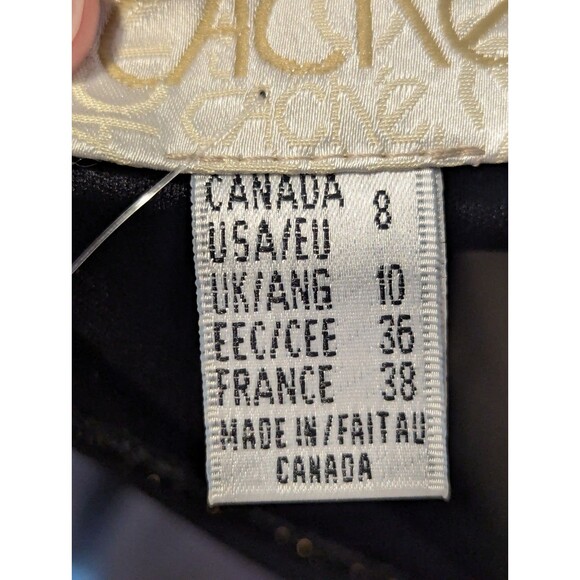 CACHE
CACHE
CANADA 8
USA/EU
UK/ANG 10
EEC/CEE 36
FRANCE 38
MADE IN/FAIT AU
CANADA